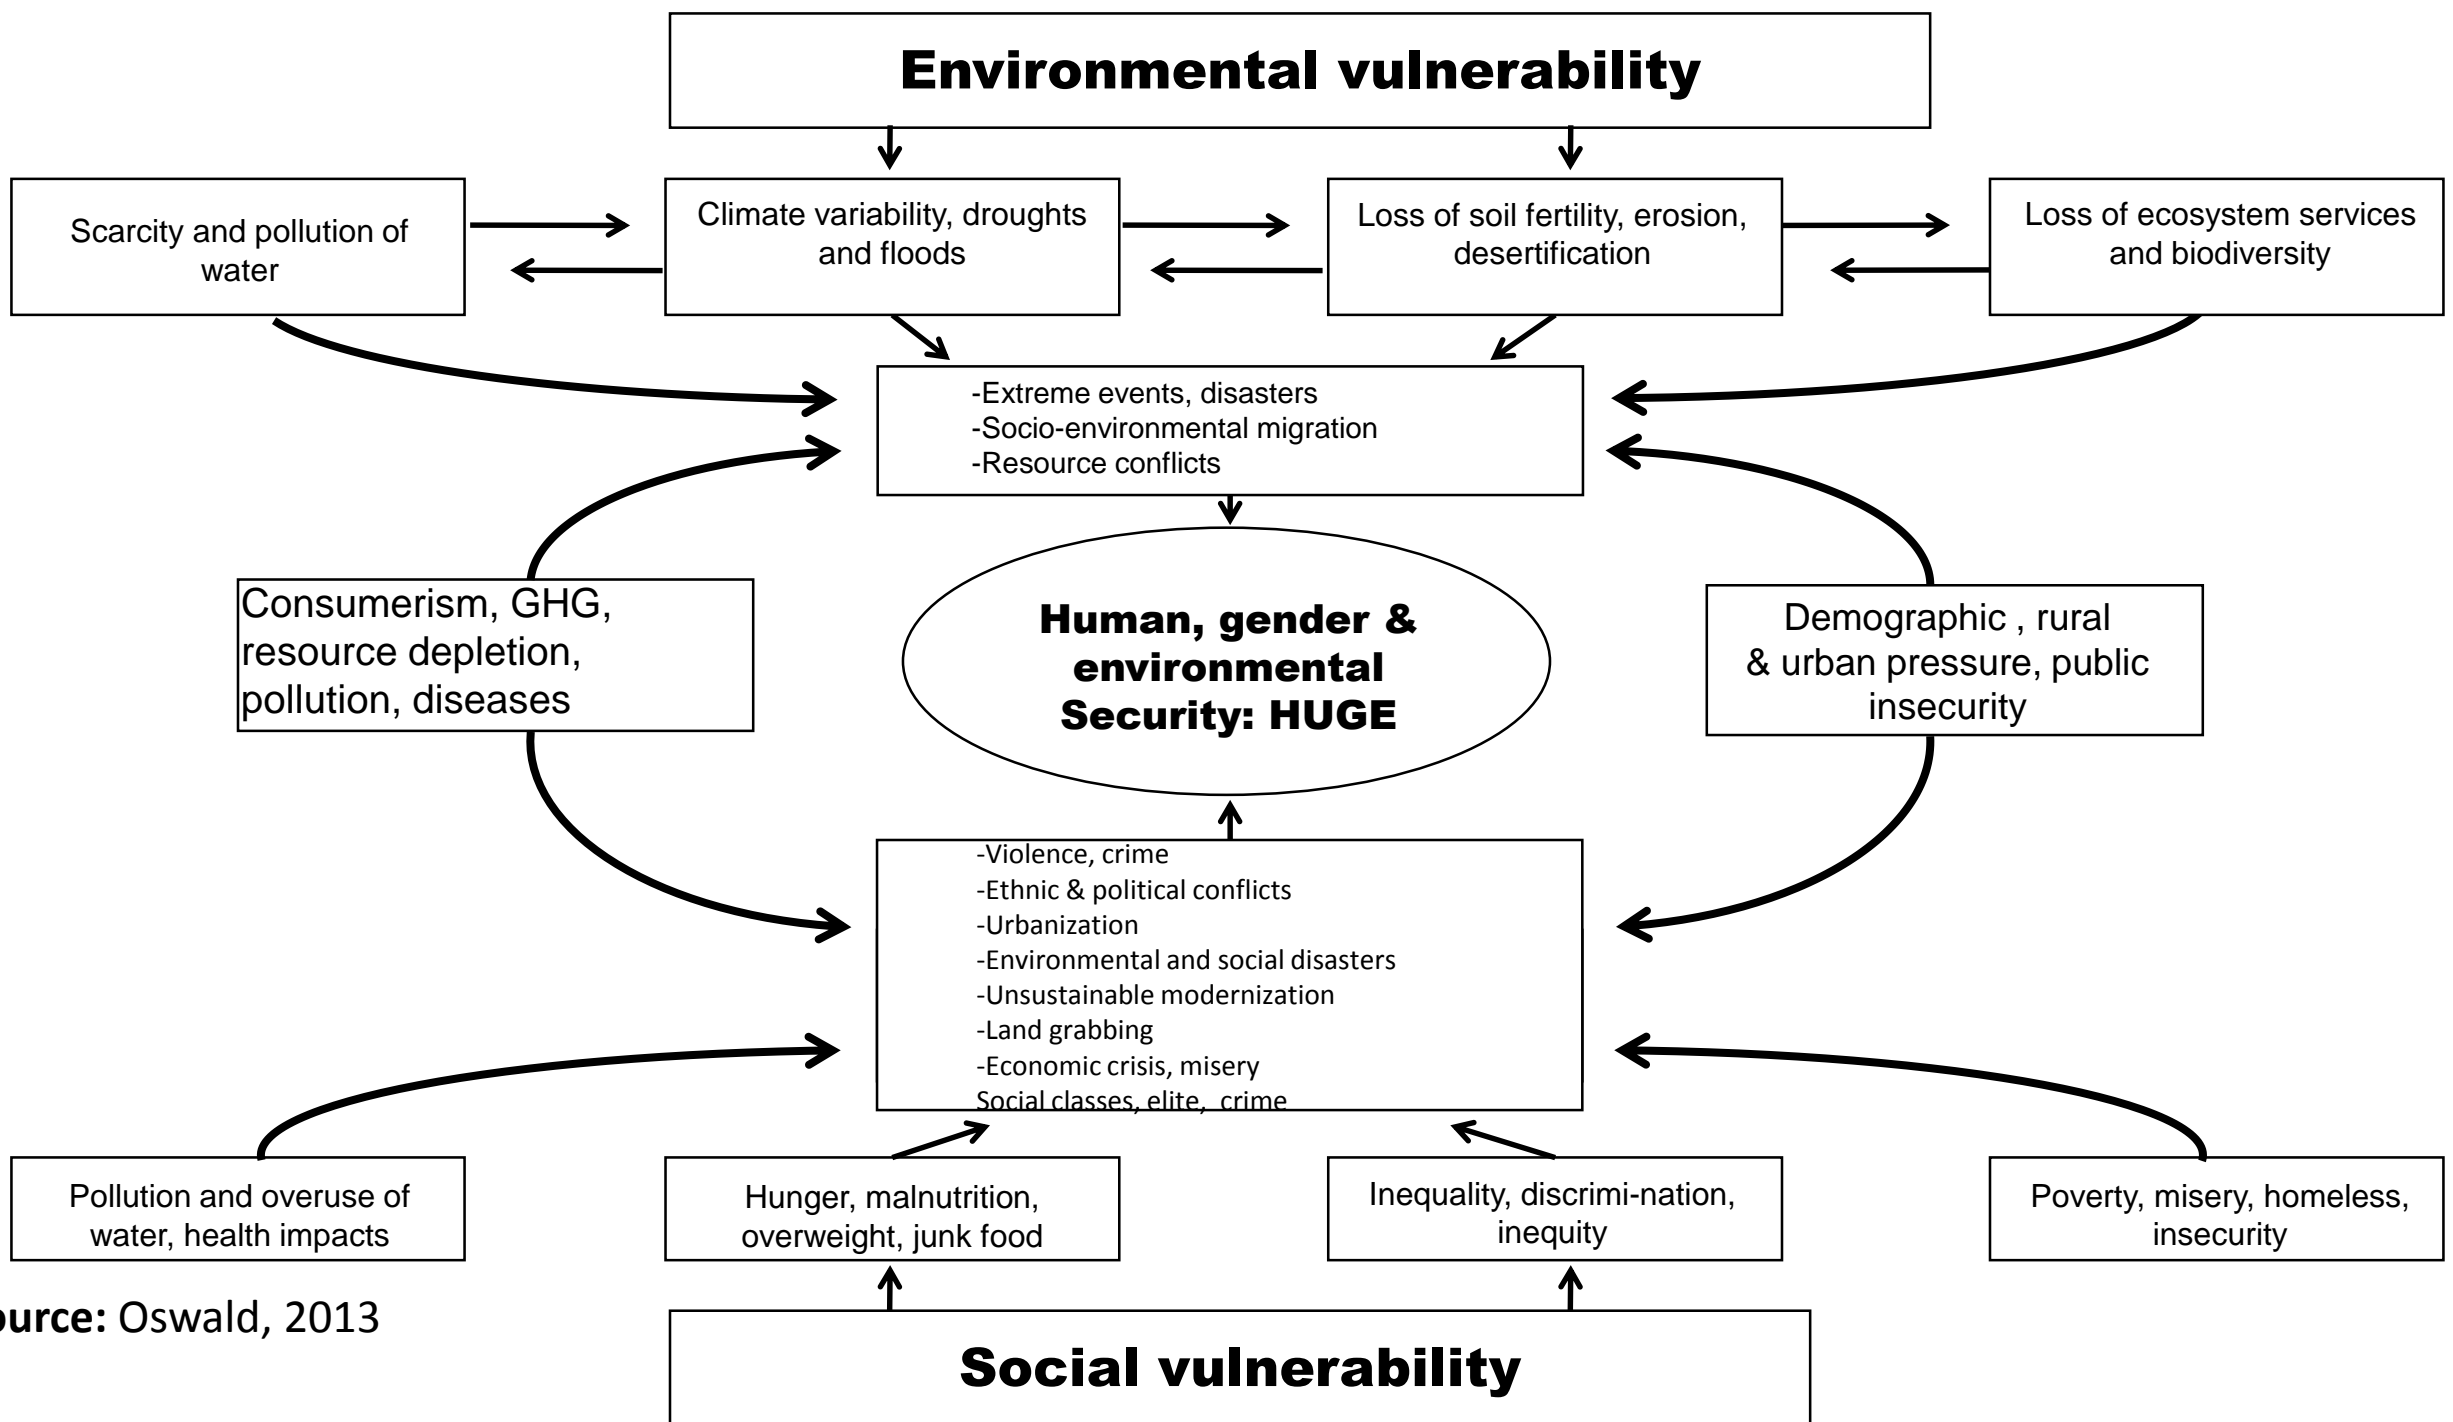 Environmental vulnerability
Scarcity and pollution of
water
Climate variability, droughts
and floods
Loss of soil fertility, erosion,
desertification
Loss of ecosystem services
and biodiversity
-Extreme events, disasters
-Socio-environmental migration
-Resource conflicts
Consumerism, GHG,
resource depletion,
pollution, diseases
Human, gender &
environmental
Security: HUGE
Demographic , rural
& urban pressure, public
insecurity
-Violence, crime
-Ethnic & political conflicts
-Urbanization
-Environmental and social disasters
-Unsustainable modernization
-Land grabbing
-Economic crisis, misery
Social classes, elite,  crime
Pollution and overuse of
water, health impacts
Hunger, malnutrition,
overweight, junk food
Inequality, discrimi-nation,
inequity
Poverty, misery, homeless,
insecurity
ource: Oswald, 2013
Social vulnerability